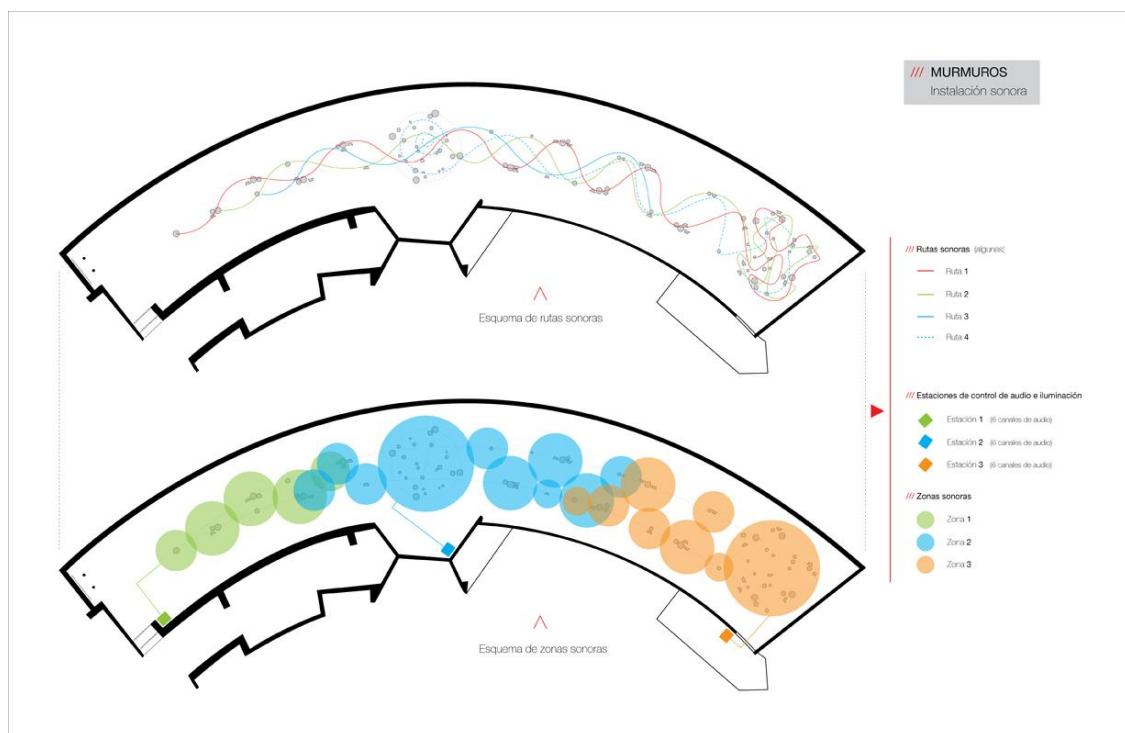 /// MURMUROS
Instalación sonora
Esquema de rutas sonoras
/// Rutas sonoras (algunes)
Ruta 1
Ruta 2
Ruta 3
Ruta 4
/// Estaciones de control de audio e iluminación
Estación 1 (6 canales de audio)
Estación 2 (6 canales de audio)
Estación 3 (6 canales de audio)
/// Zonas sonoras
Zona 1
Zona 2
Zona 3
Esquema de zonas sonoras